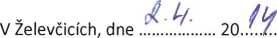 V Želevčicích, dne 2.4. 2014